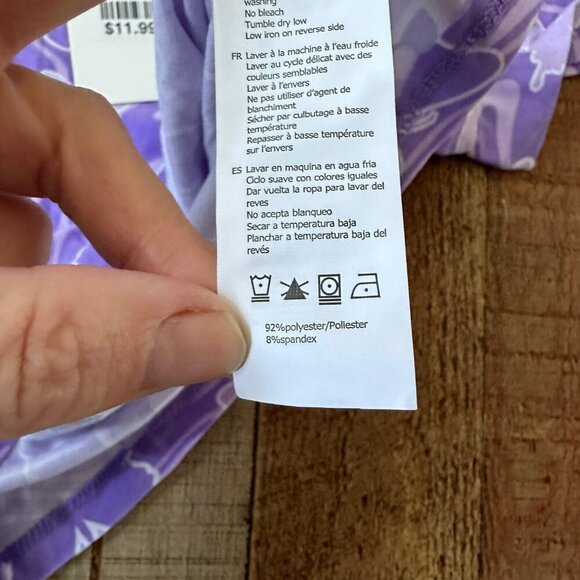 $11.99
washing
No bleach
Tumble dry low
Low iron on reverse side
FR Laver à la machine à l'eau froide
Laver au cycle délicat avec des
couleurs semblables
Laver à l'envers
Ne pas utiliser d'agent de
blanchiment
Sécher par culbutage à basse
température
Repasser à basse température
sur l'envers
ES Lavar en maquina en agua fria
Ciclo suave con colores iguales
Dar vuelta la ropa para lavar del
reves
No acepta blanqueo
Secar a temperatura baja
Planchar a temperatura baja del
revés
92%polyester/Poliester
8%spandex